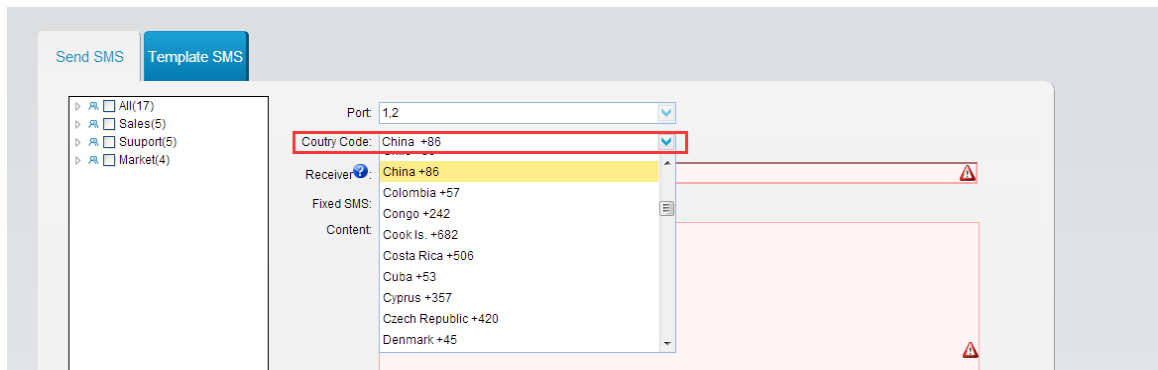 Send SMS
Template SMS
All(17)
Sales(5)
Suuport(5)
Market(4)
Port: 1,2
Coutry Code: China +86
Receiver?:
China +86
Colombia +57
Fixed SMS:
Congo +242
Content:
Cook Is. +682
Costa Rica +506
Cuba +53
Cyprus +357
Czech Republic +420
Denmark +45